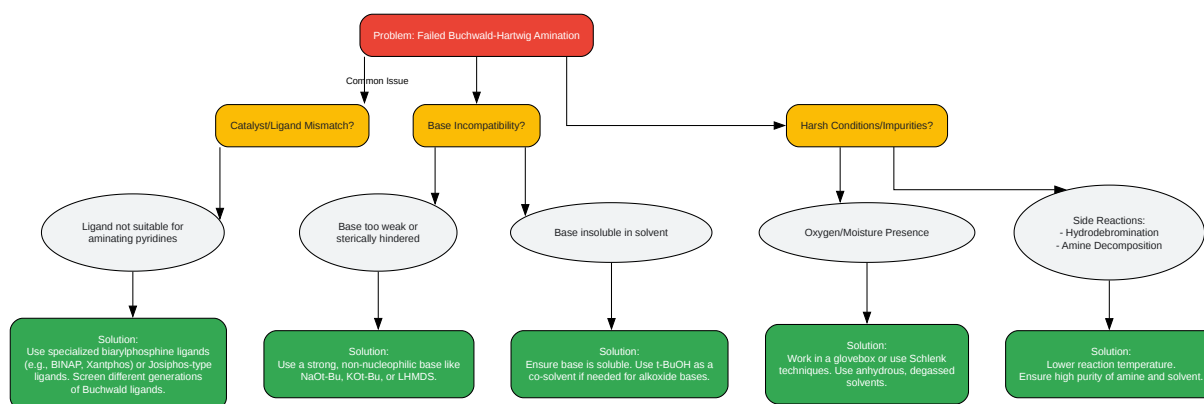 Problem: Failed Buchwald-Hartwig Amination
Common Issue
Catalyst/Ligand Mismatch?
Base Incompatibility?
Harsh Conditions/Impurities?
Ligand not suitable for
aminating pyridines
Base too weak or
sterically hindered
Base insoluble in solvent
Oxygen/Moisture Presence
Side Reactions:
- Hydrodebromination
- Amine Decomposition
Solution:
Use specialized biarylphosphine ligands
(e.g., BINAP, Xantphos) or Josiphos-type
ligands. Screen different generations
of Buchwald ligands.
Solution:
Use a strong, non-nucleophilic base like
NaOt-Bu, KOt-Bu, or LHMDS.
Solution:
Ensure base is soluble. Use t-BuOH as a
co-solvent if needed for alkoxide bases.
Solution:
Work in a glovebox or use Schlenk
techniques. Use anhydrous, degassed
solvents.
Solution:
Lower reaction temperature.
Ensure high purity of amine and solvent.